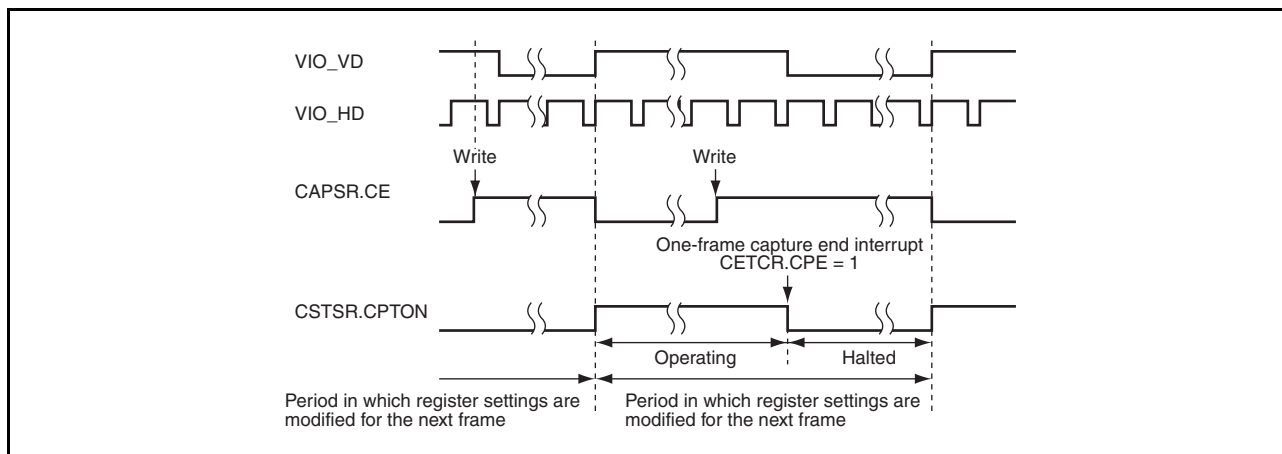 VIO_VD
VIO_HD
Write
Write
CAPSR.CE
One-frame capture end interrupt
CETCR.CPE = 1
CSTSR.CPTON
Operating
Halted
Period in which register settings are
modified for the next frame
Period in which register settings are
modified for the next frame